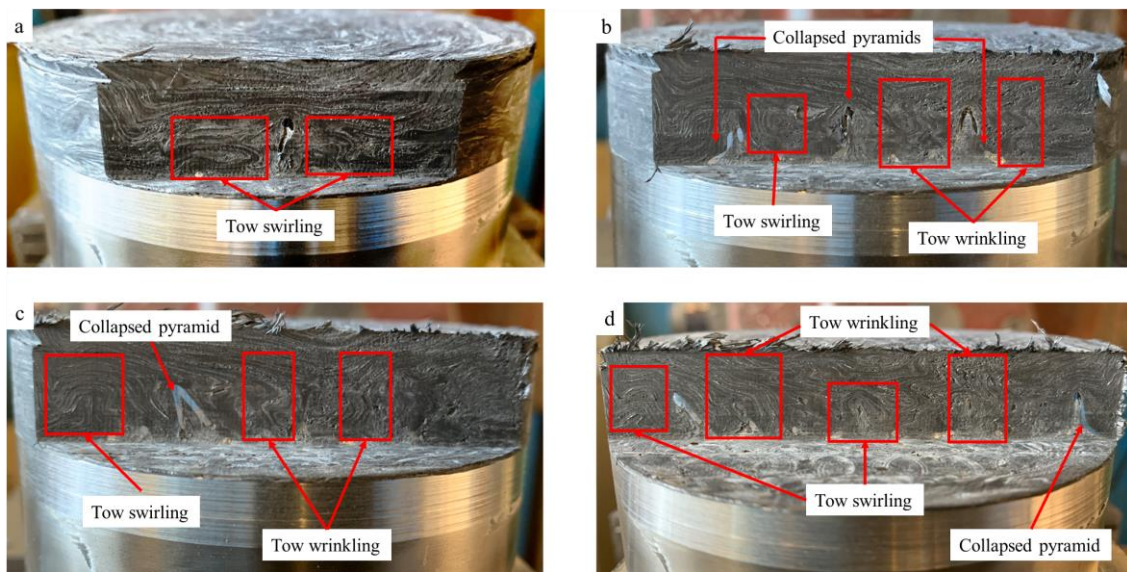 a
Tow swirling
b
Collapsed pyramids
Tow swirling
Tow wrinkling
c
Collapsed pyramid
Tow swirling
Tow wrinkling
d
Tow wrinkling
Tow swirling
Collapsed pyramid